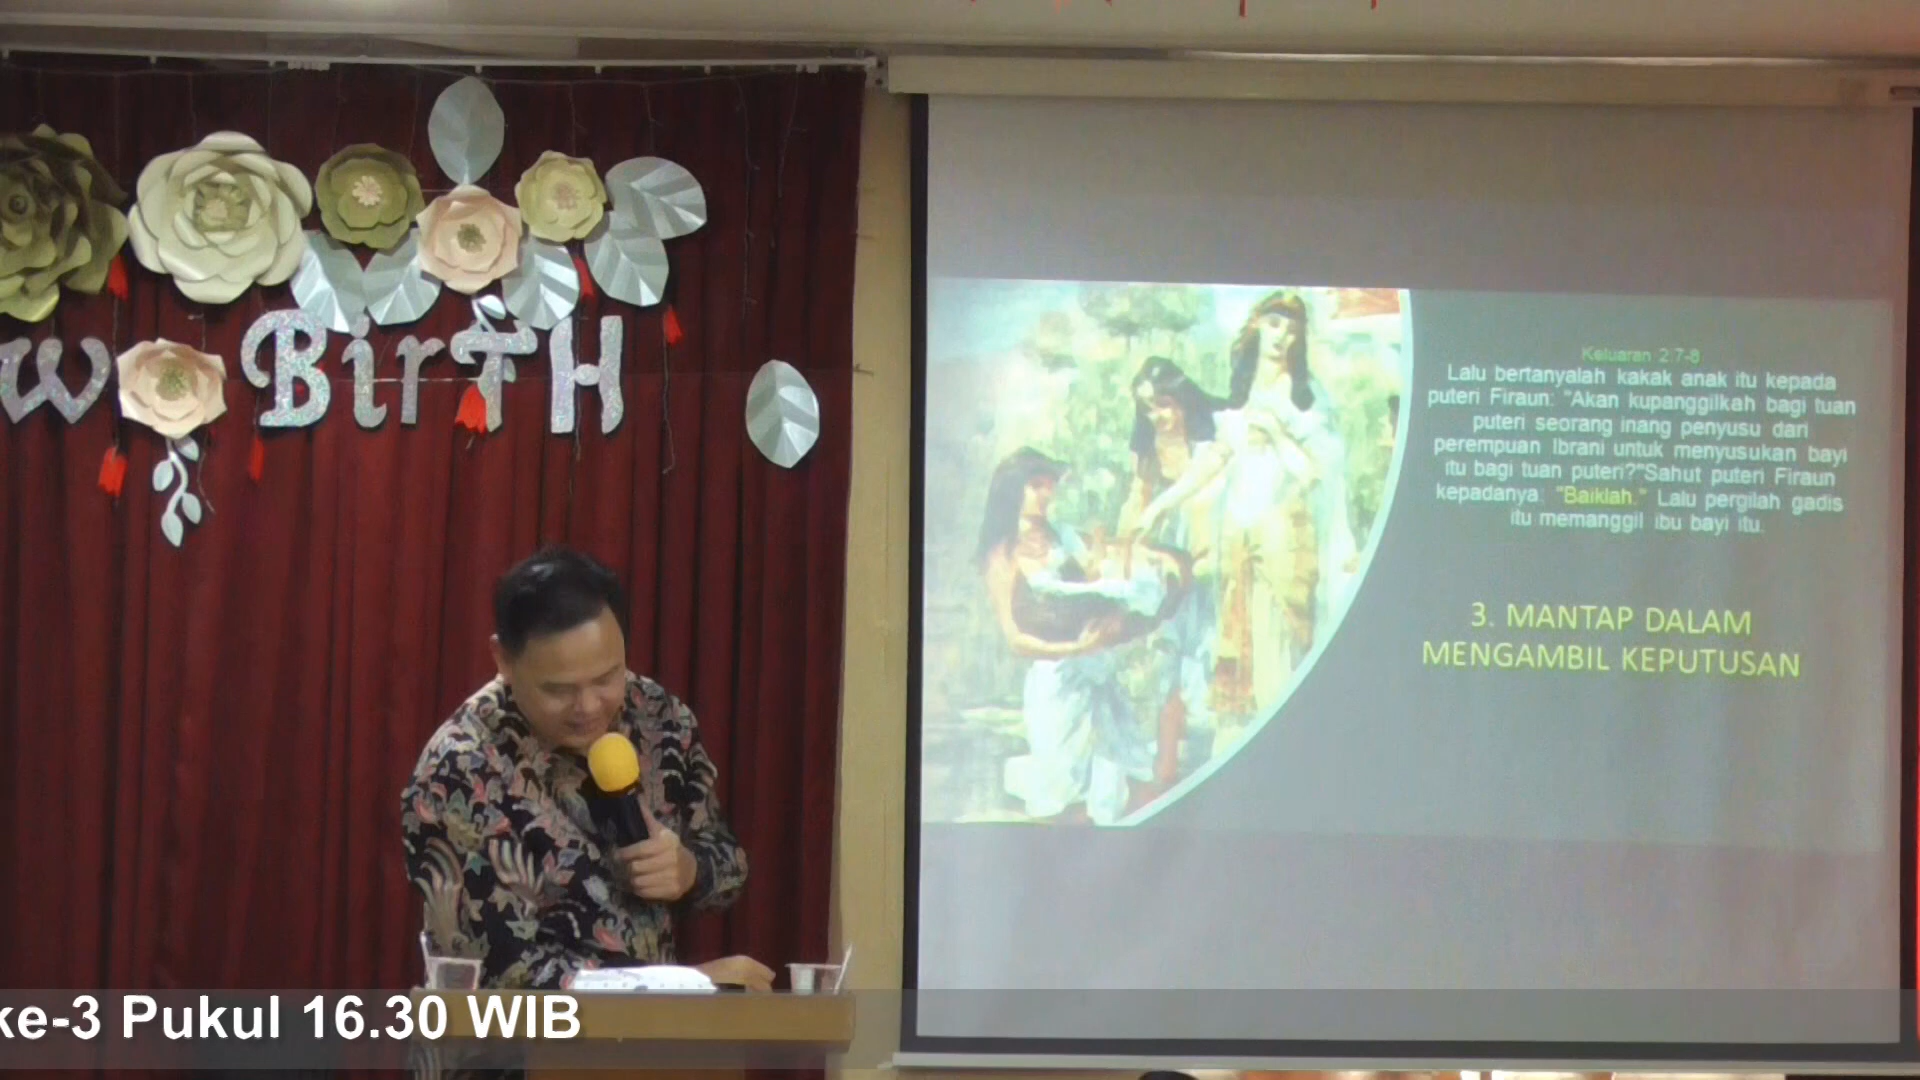 w BirTH
Keluaran 2:7-8
Lalu bertanyalah kakak anak itu kepada
puteri Firaun: "Akan kupanggilkah bagi tuan
puteri seorang inang penyusu dari
perempuan Ibrani untuk menyusukan bayi
itu bagi tuan puteri?"Sahut puteri Firaun
kepadanya: "Baiklah." Lalu pergilah gadis
itu memanggil ibu bayi itu.
3. MANTAP DALAM
MENGAMBIL KEPUTUSAN
ke-3 Pukul 16.30 WIB